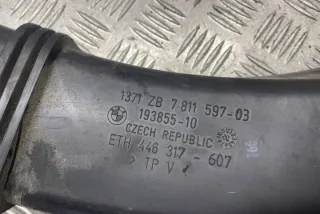 1371 ZB 7 811 597-03
193855-10
CZECH REPUBLIC
ETH 446 317-607
> TP V <